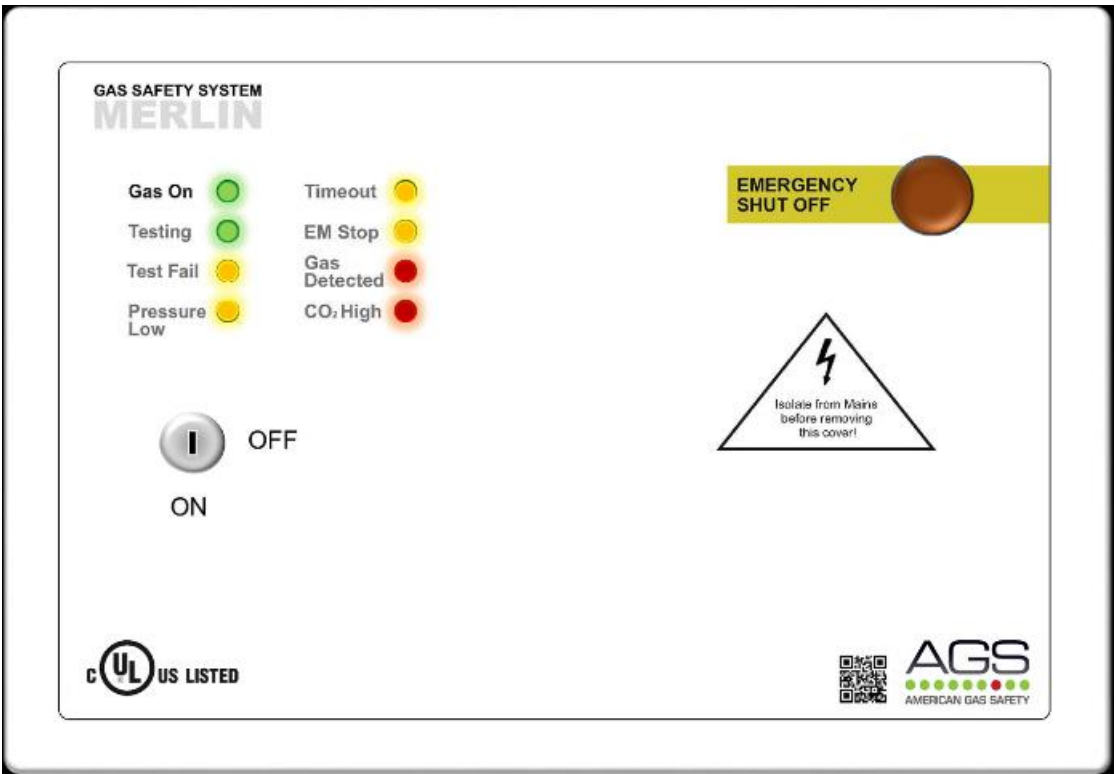 GAS SAFETY SYSTEM
MERLIN
Gas On
Testing
Test Fail
Pressure
Low
Timeout
EM Stop
Gas
Detected
CO₂ High
EMERGENCY
SHUT OFF
Isolate from Mains
before removing
this cover!
OFF
ON
C UL US LISTED
AGS
AMERICAN GAS SAFETY